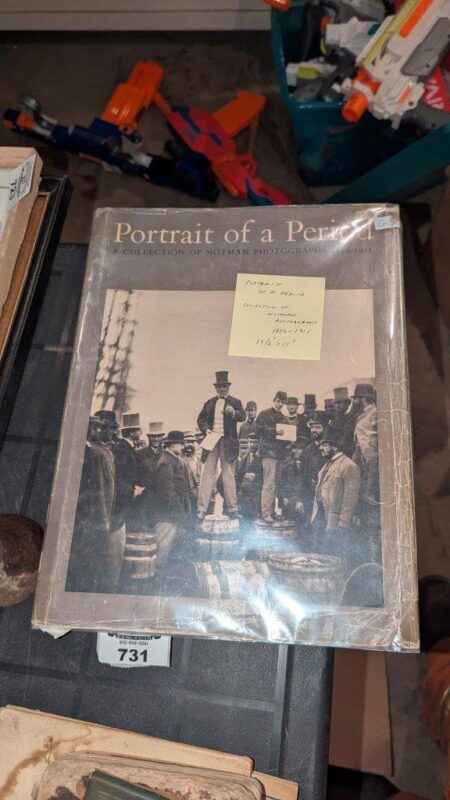 Portrait of a Period
A COLLECTION OF NOTMAN PHOTOGRAPHS
PORTRAIT
OF A PERIOD
COLLECTION OF
NOTMAN
PHOTOGRAPHS
1856-1915
731